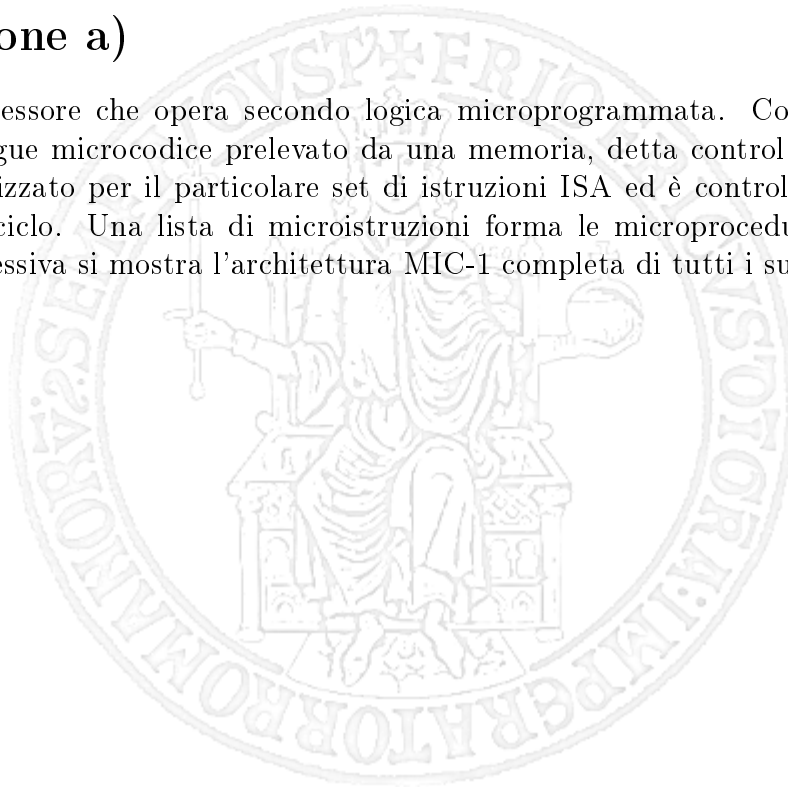 one a)
essore che opera secondo logica microprogrammata. Co
gue microcodice prelevato da una memoria, detta control
izzato per il particolare set di istruzioni ISA ed è control
ciclo. Una lista di microistruzioni forma le microprocedu
essiva si mostra l'architettura MIC-1 completa di tutti i su